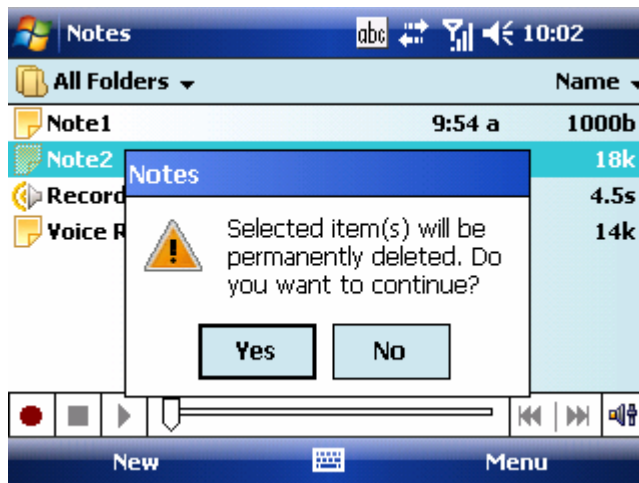 Notes abc 10:02
All Folders Name
Note1 9:54 a 1000b
Note2 18k
Record 4.5s
Voice R 14k
Notes
Selected item(s) will be
permanently deleted. Do
you want to continue?
Yes No
New Menu